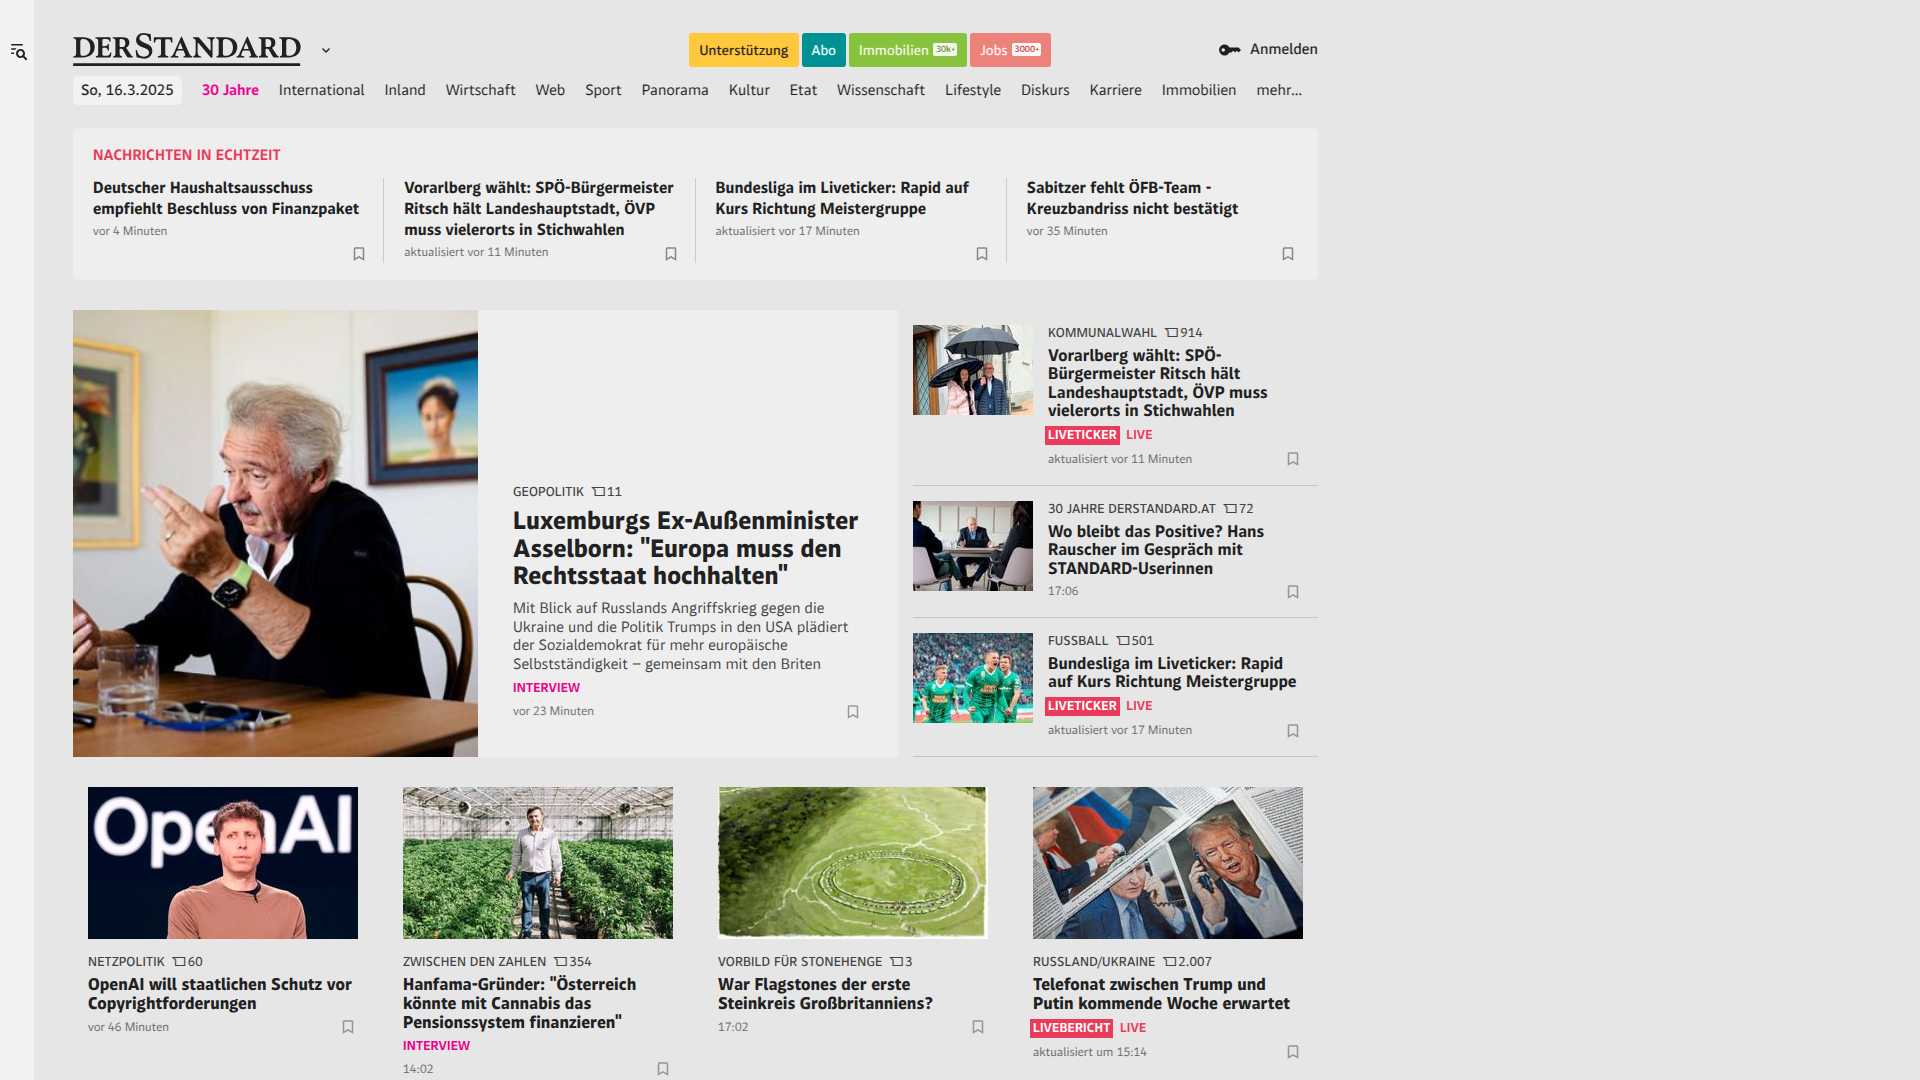 DERSTANDARD
Unterstützung
Abo
Immobilien 30k+
Jobs 3000+
Anmelden
So, 16.3.2025
30 Jahre
International
Inland
Wirtschaft
Web
Sport
Panorama
Kultur
Etat
Wissenschaft
Lifestyle
Diskurs
Karriere
Immobilien
mehr...
NACHRICHTEN IN ECHTZEIT
Deutscher Haushaltsausschuss
empfiehlt Beschluss von Finanzpaket
vor 4 Minuten
Vorarlberg wählt: SPÖ-Bürgermeister
Ritsch hält Landeshauptstadt, ÖVP
muss vielerorts in Stichwahlen
aktualisiert vor 11 Minuten
Bundesliga im Liveticker: Rapid auf
Kurs Richtung Meistergruppe
aktualisiert vor 17 Minuten
Sabitzer fehlt ÖFB-Team -
Kreuzbandriss nicht bestätigt
vor 35 Minuten
GEOPOLITIK 11
Luxemburgs Ex-Außenminister
Asselborn: "Europa muss den
Rechtsstaat hochhalten"
Mit Blick auf Russlands Angriffskrieg gegen die
Ukraine und die Politik Trumps in den USA plädiert
der Sozialdemokrat für mehr europäische
Selbstständigkeit – gemeinsam mit den Briten
INTERVIEW
vor 23 Minuten
KOMMUNALWAHL 914
Vorarlberg wählt: SPÖ-
Bürgermeister Ritsch hält
Landeshauptstadt, ÖVP muss
vielerorts in Stichwahlen
LIVETICKER LIVE
aktualisiert vor 11 Minuten
30 JAHRE DERSTANDARD.AT 72
Wo bleibt das Positive? Hans
Rauscher im Gespräch mit
STANDARD-Userinnen
17:06
FUSSBALL 501
Bundesliga im Liveticker: Rapid
auf Kurs Richtung Meistergruppe
LIVETICKER LIVE
aktualisiert vor 17 Minuten
OpenAI
NETZPOLITIK 60
OpenAI will staatlichen Schutz vor
Copyrightforderungen
vor 46 Minuten
ZWISCHEN DEN ZAHLEN 354
Hanfama-Gründer: "Österreich
könnte mit Cannabis das
Pensionssystem finanzieren"
INTERVIEW
14:02
VORBILD FÜR STONEHENGE 3
War Flagstones der erste
Steinkreis Großbritanniens?
17:02
RUSSLAND/UKRAINE 2.007
Telefonat zwischen Trump und
Putin kommende Woche erwartet
LIVEBERICHT LIVE
aktualisiert um 15:14